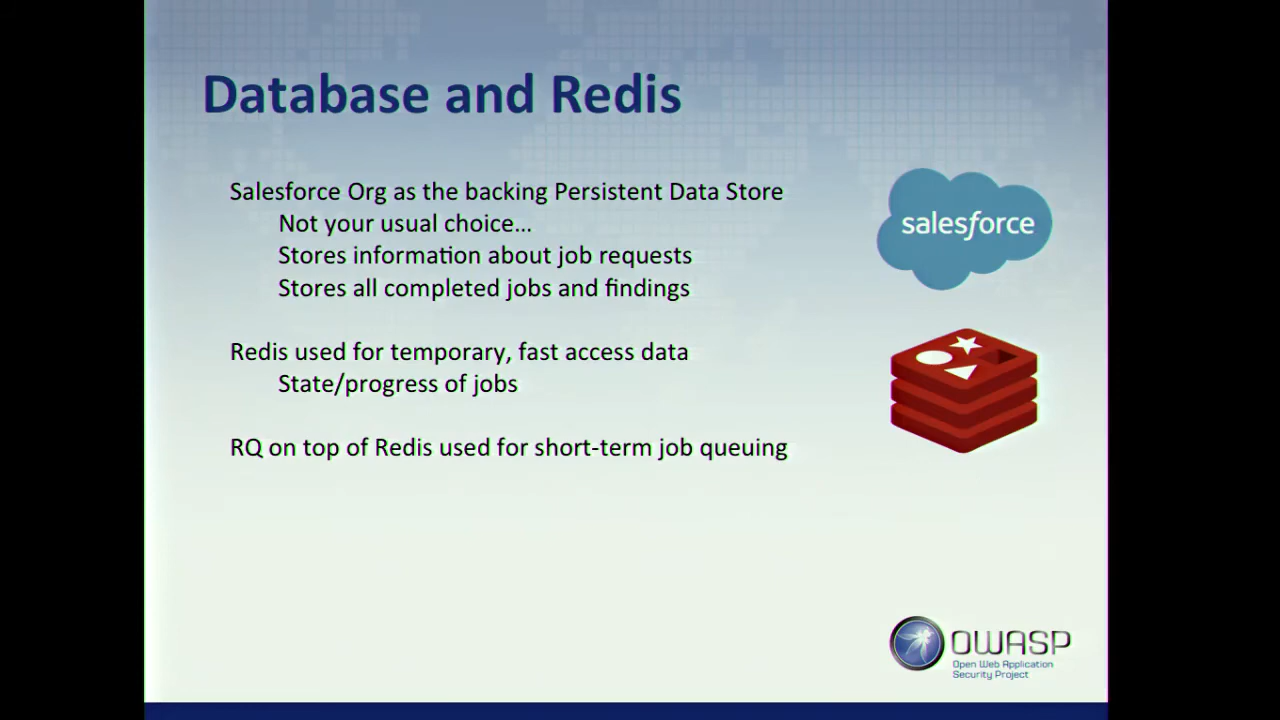 Database and Redis
Salesforce Org as the backing Persistent Data Store
Not your usual choice…
Stores information about job requests
Stores all completed jobs and findings
salesforce
Redis used for temporary, fast access data
State/progress of jobs
RQ on top of Redis used for short-term job queuing
OWASP
Open Web Application
Security Project